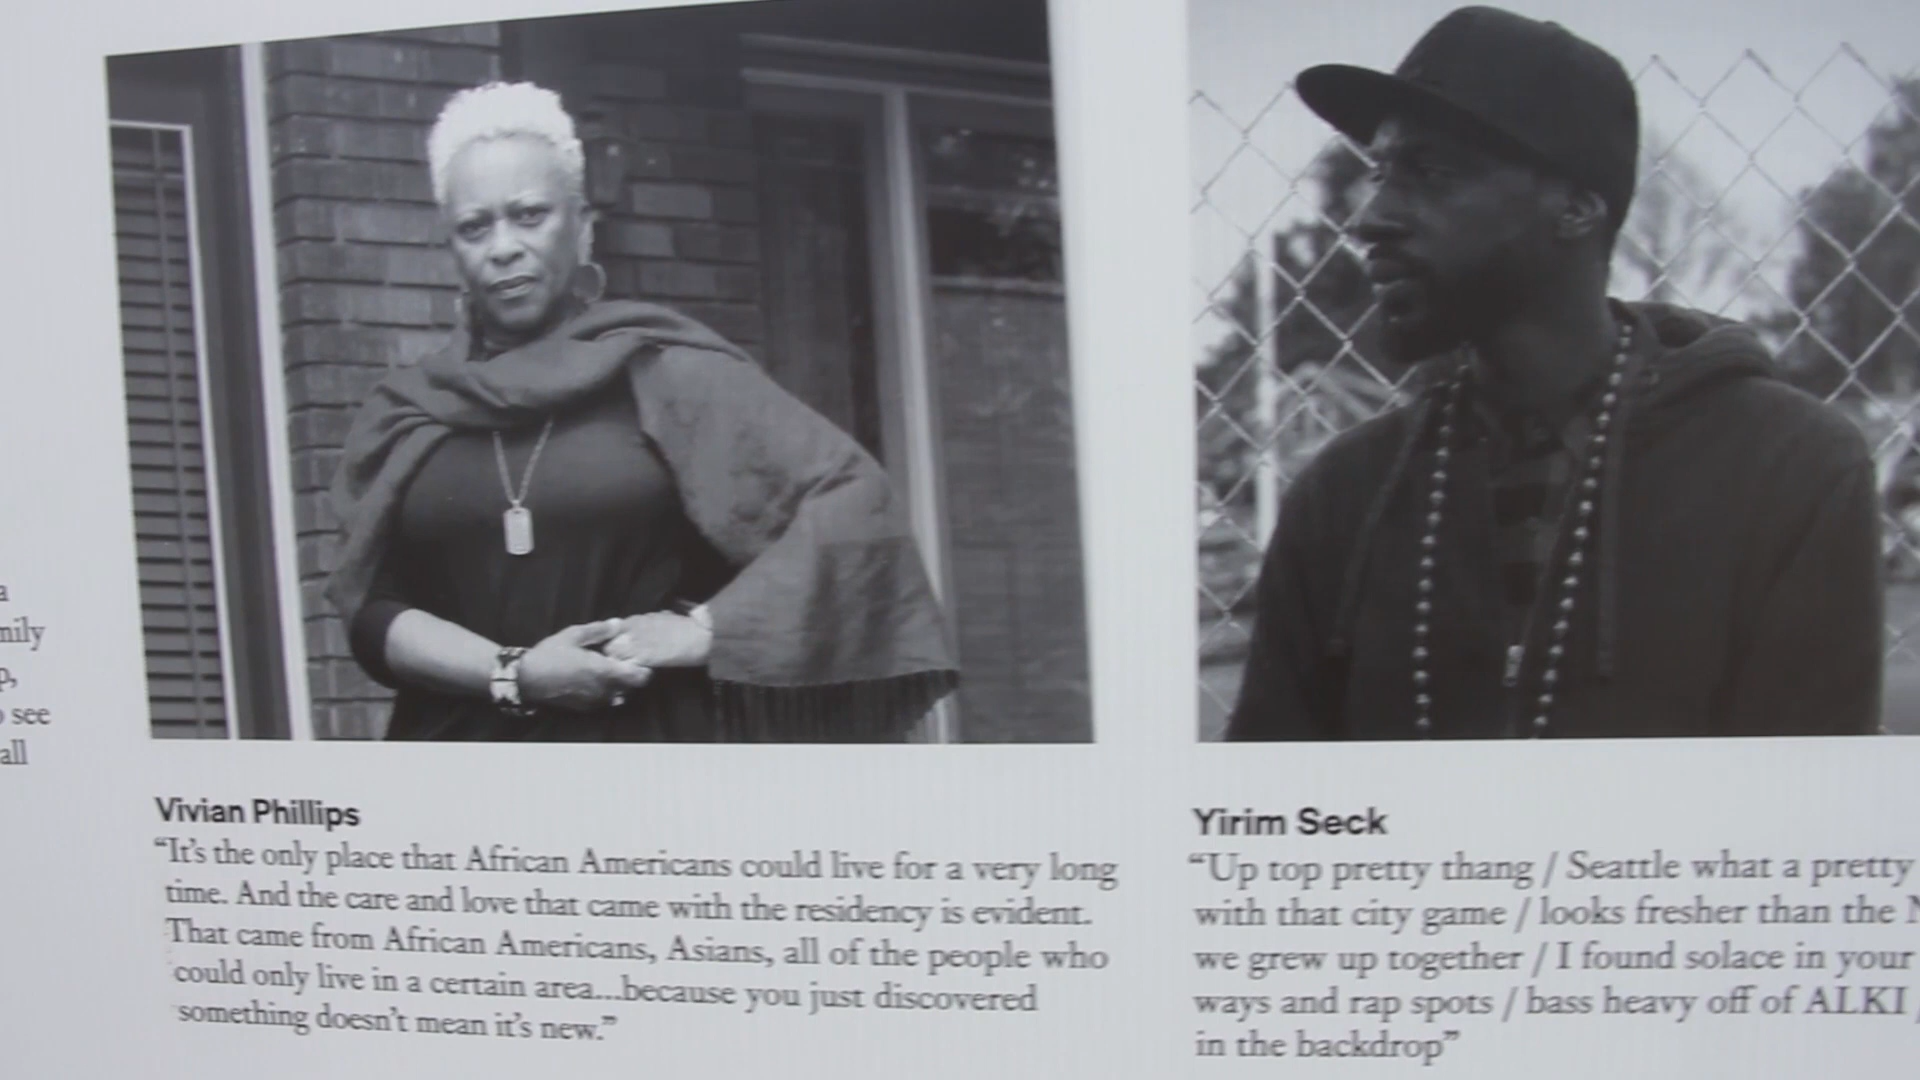 a
mily
p,
o see
all
Vivian Phillips
“It’s the only place that African Americans could live for a very long
time. And the care and love that came with the residency is evident.
That came from African Americans, Asians, all of the people who
could only live in a certain area...because you just discovered
something doesn’t mean it’s new.”
Yirim Seck
“Up top pretty thang / Seattle what a pretty
with that city game / looks fresher than the
we grew up together / I found solace in your
ways and rap spots / bass heavy off of ALKI /
in the backdrop”